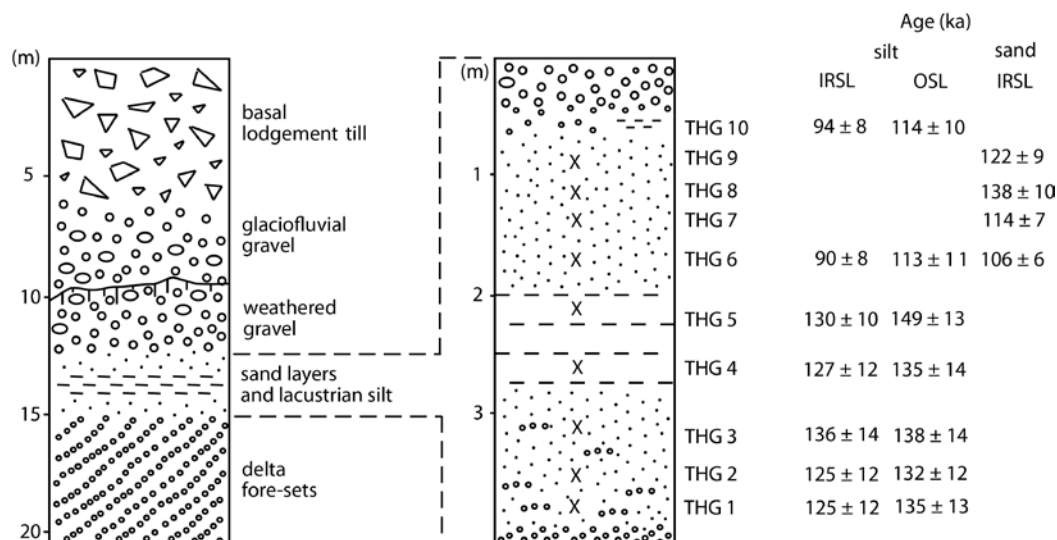 Age (ka)
silt sand
IRSL OSL IRSL
(m)
basal
lodgement till
5
glaciofluvial
gravel
10
weathered
gravel
sand layers
and lacustrian silt
15
delta
fore-sets
20
(m)
1
2
3
X
X
X
X
X
X
X
X
X
THG 10 94 ± 8 114 ± 10
THG 9 122 ± 9
THG 8 138 ± 10
THG 7 114 ± 7
THG 6 90 ± 8 113 ± 11 106 ± 6
THG 5 130 ± 10 149 ± 13
THG 4 127 ± 12 135 ± 14
THG 3 136 ± 14 138 ± 14
THG 2 125 ± 12 132 ± 12
THG 1 125 ± 12 135 ± 13